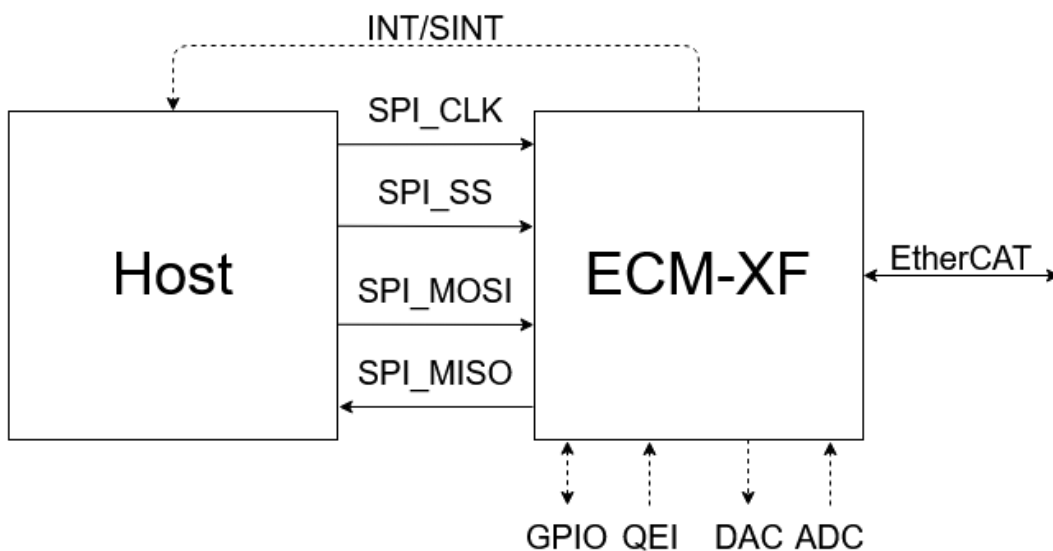 INT/SINT
SPI_CLK
SPI_SS
Host
ECM-XF
EtherCAT
SPI_MOSI
SPI_MISO
GPIO QEI DAC ADC